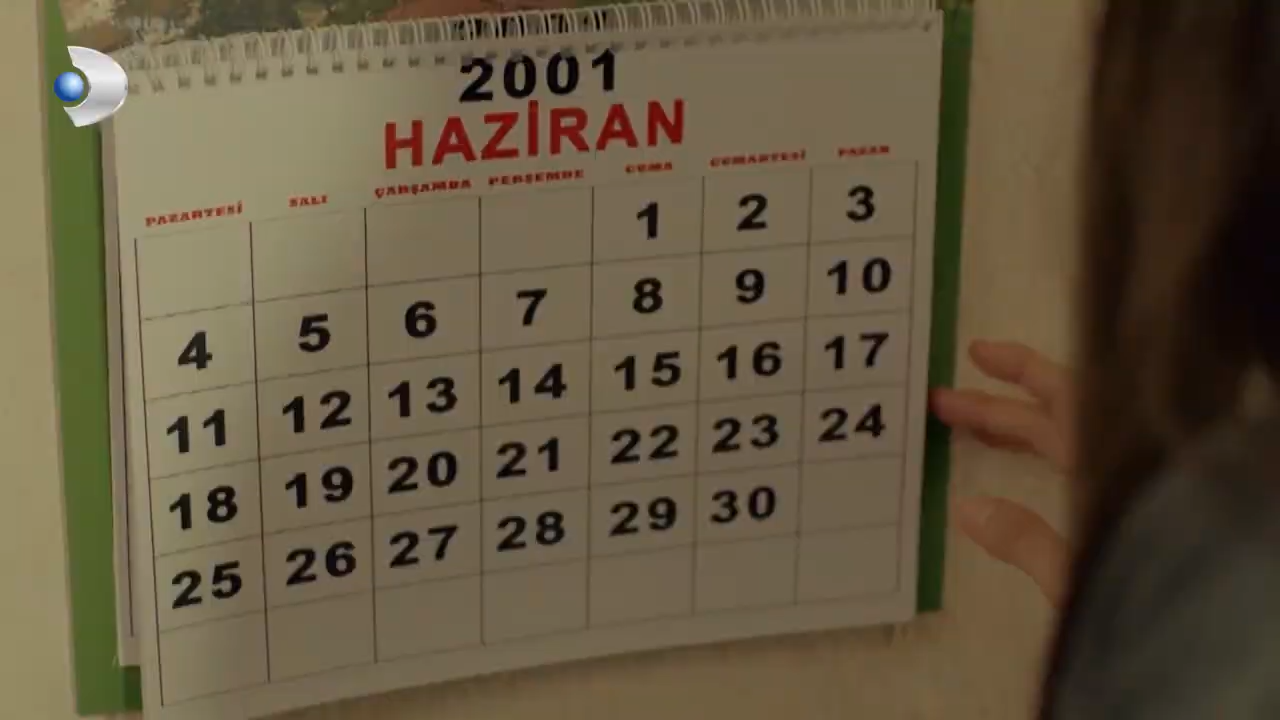 2001
HAZİRAN
PAZARTESİ SALI ÇARŞAMBA PERŞEMBE CUMA CUMARTESİ PAZAR
1 2 3
4 5 6 7 8 9 10
11 12 13 14 15 16 17
18 19 20 21 22 23 24
25 26 27 28 29 30